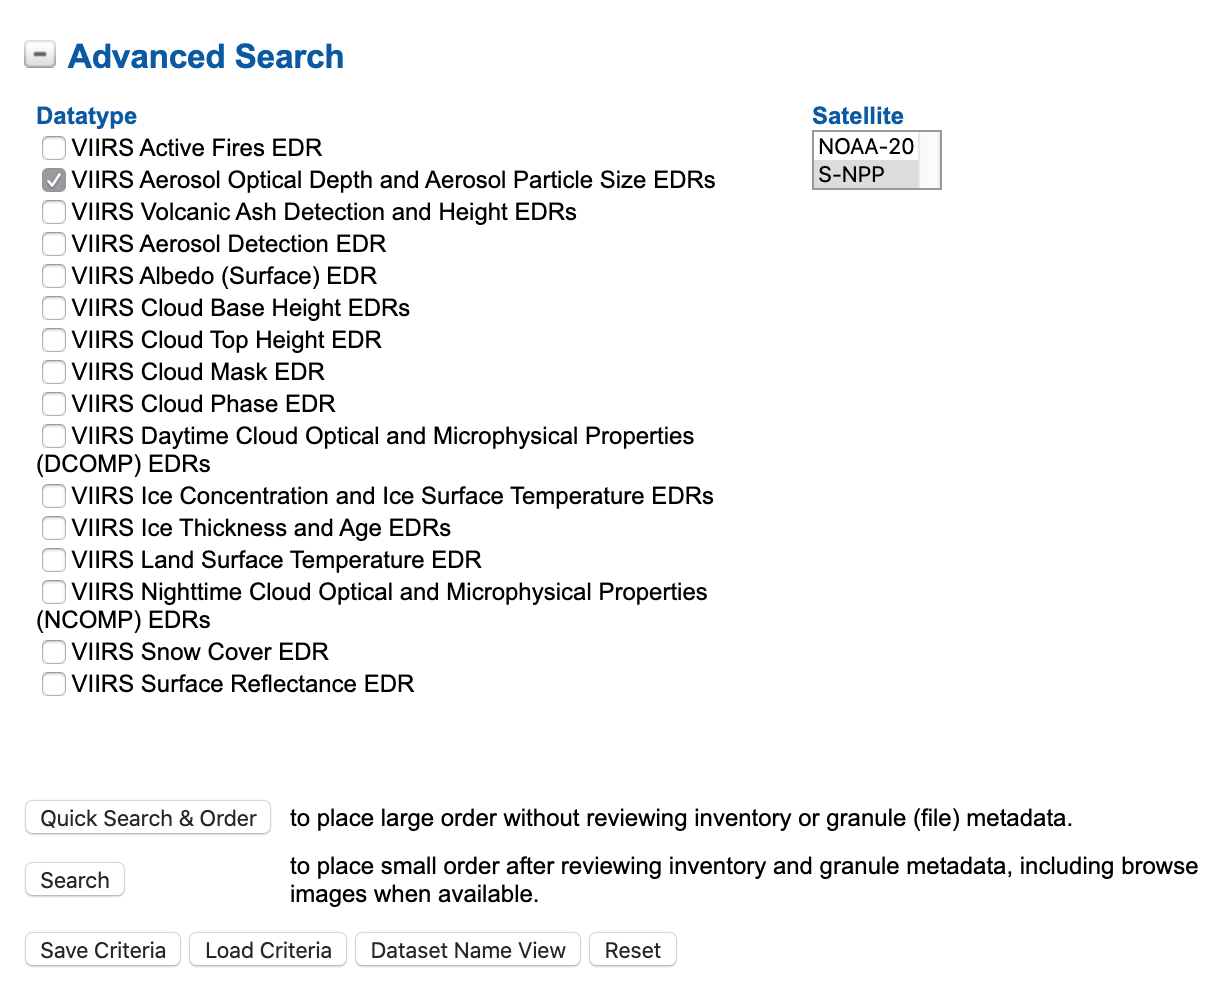 Advanced Search
Datatype
Satellite
VIIRS Active Fires EDR
NOAA-20
VIIRS Aerosol Optical Depth and Aerosol Particle Size EDRs
S-NPP
VIIRS Volcanic Ash Detection and Height EDRs
VIIRS Aerosol Detection EDR
VIIRS Albedo (Surface) EDR
VIIRS Cloud Base Height EDRs
VIIRS Cloud Top Height EDR
VIIRS Cloud Mask EDR
VIIRS Cloud Phase EDR
VIIRS Daytime Cloud Optical and Microphysical Properties
(DCOMP) EDRs
VIIRS Ice Concentration and Ice Surface Temperature EDRs
VIIRS Ice Thickness and Age EDRs
VIIRS Land Surface Temperature EDR
VIIRS Nighttime Cloud Optical and Microphysical Properties
(NCOMP) EDRs
VIIRS Snow Cover EDR
VIIRS Surface Reflectance EDR
Quick Search & Order
to place large order without reviewing inventory or granule (file) metadata.
Search
to place small order after reviewing inventory and granule metadata, including browse
images when available.
Save Criteria
Load Criteria
Dataset Name View
Reset